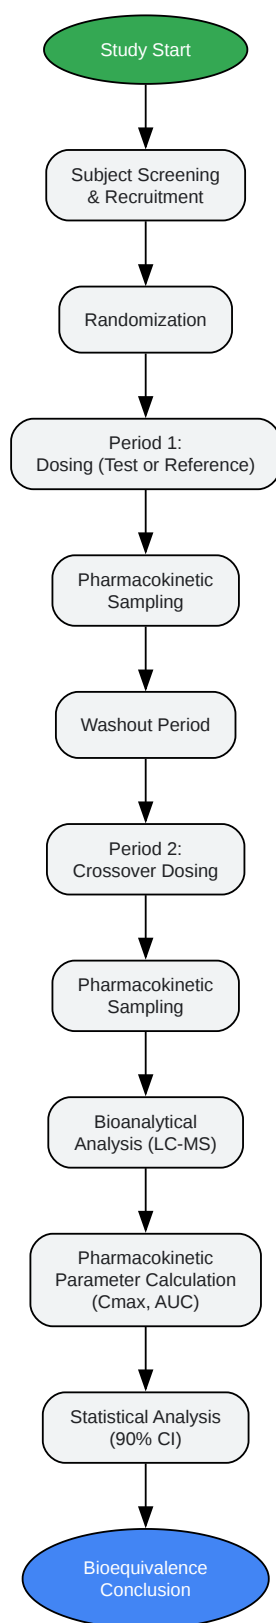 Study Start
Subject Screening
& Recruitment
Randomization
Period 1:
Dosing (Test or Reference)
Pharmacokinetic
Sampling
Washout Period
Period 2:
Crossover Dosing
Pharmacokinetic
Sampling
Bioanalytical
Analysis (LC-MS)
Pharmacokinetic
Parameter Calculation
(Cmax, AUC)
Statistical Analysis
(90% CI)
Bioequivalence
Conclusion